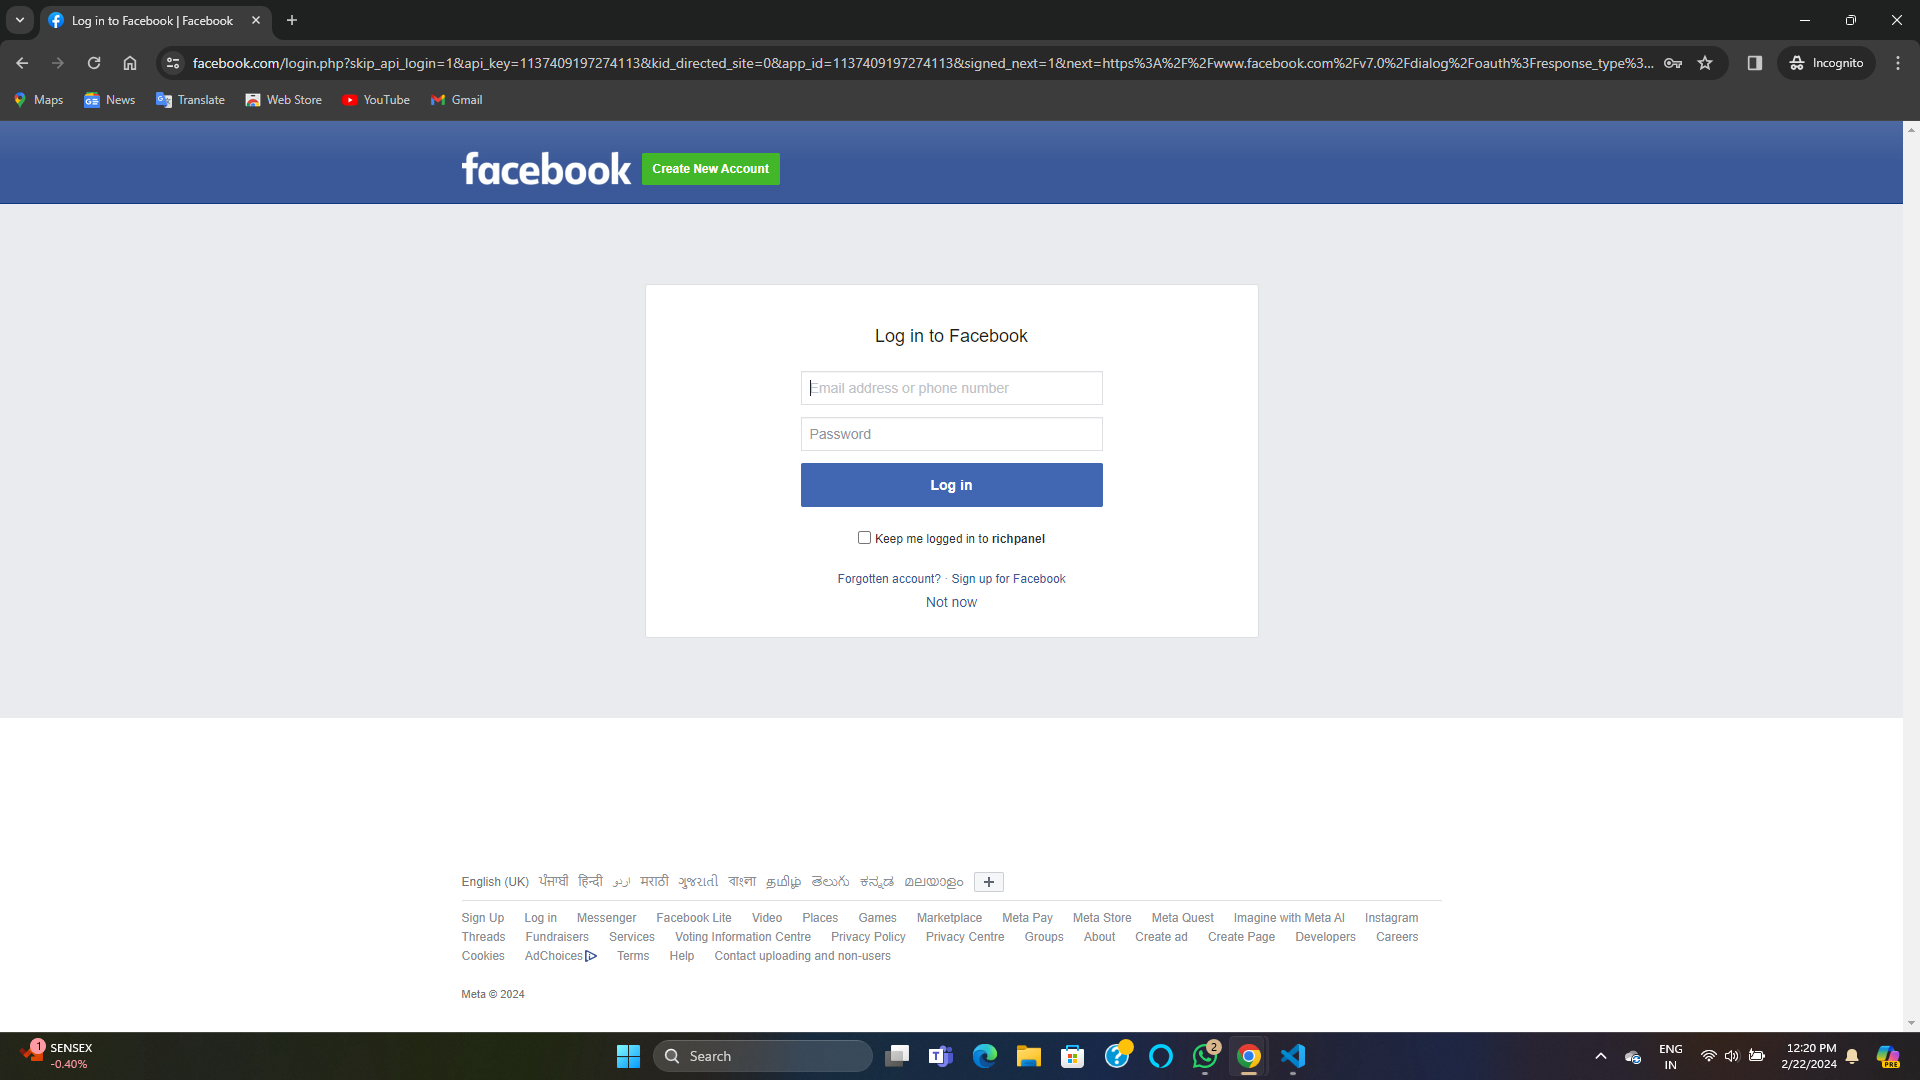 Log in to Facebook | Facebook
facebook.com/login.php?skip_api_login=1&api_key=1137409197274113&kid_directed_site=0&app_id=1137409197274113&signed_next=1&next=https%3A%2F%2Fwww.facebook.com%2Fv7.0%2Fdialog%2Foauth%3Fresponse_type%3...
Incognito
Maps News Translate Web Store YouTube Gmail
facebook Create New Account
Log in to Facebook
Email address or phone number
Password
Log in
Keep me logged in to richpanel
Forgotten account? · Sign up for Facebook
Not now
English (UK) ਪੰਜਾਬੀ हिन्दी اردو मराठी ગુજરાતી বাংলা தமிழ் తెలుగు ಕನ್ನಡ മലയാളം
Sign Up Log in Messenger Facebook Lite Video Places Games Marketplace Meta Pay Meta Store Meta Quest Imagine with Meta AI Instagram
Threads Fundraisers Services Voting Information Centre Privacy Policy Privacy Centre Groups About Create ad Create Page Developers Careers
Cookies AdChoices Terms Help Contact uploading and non-users
Meta © 2024
1 SENSEX
-0.40%
Search
2
ENG
IN
12:20 PM
2/22/2024
PRE